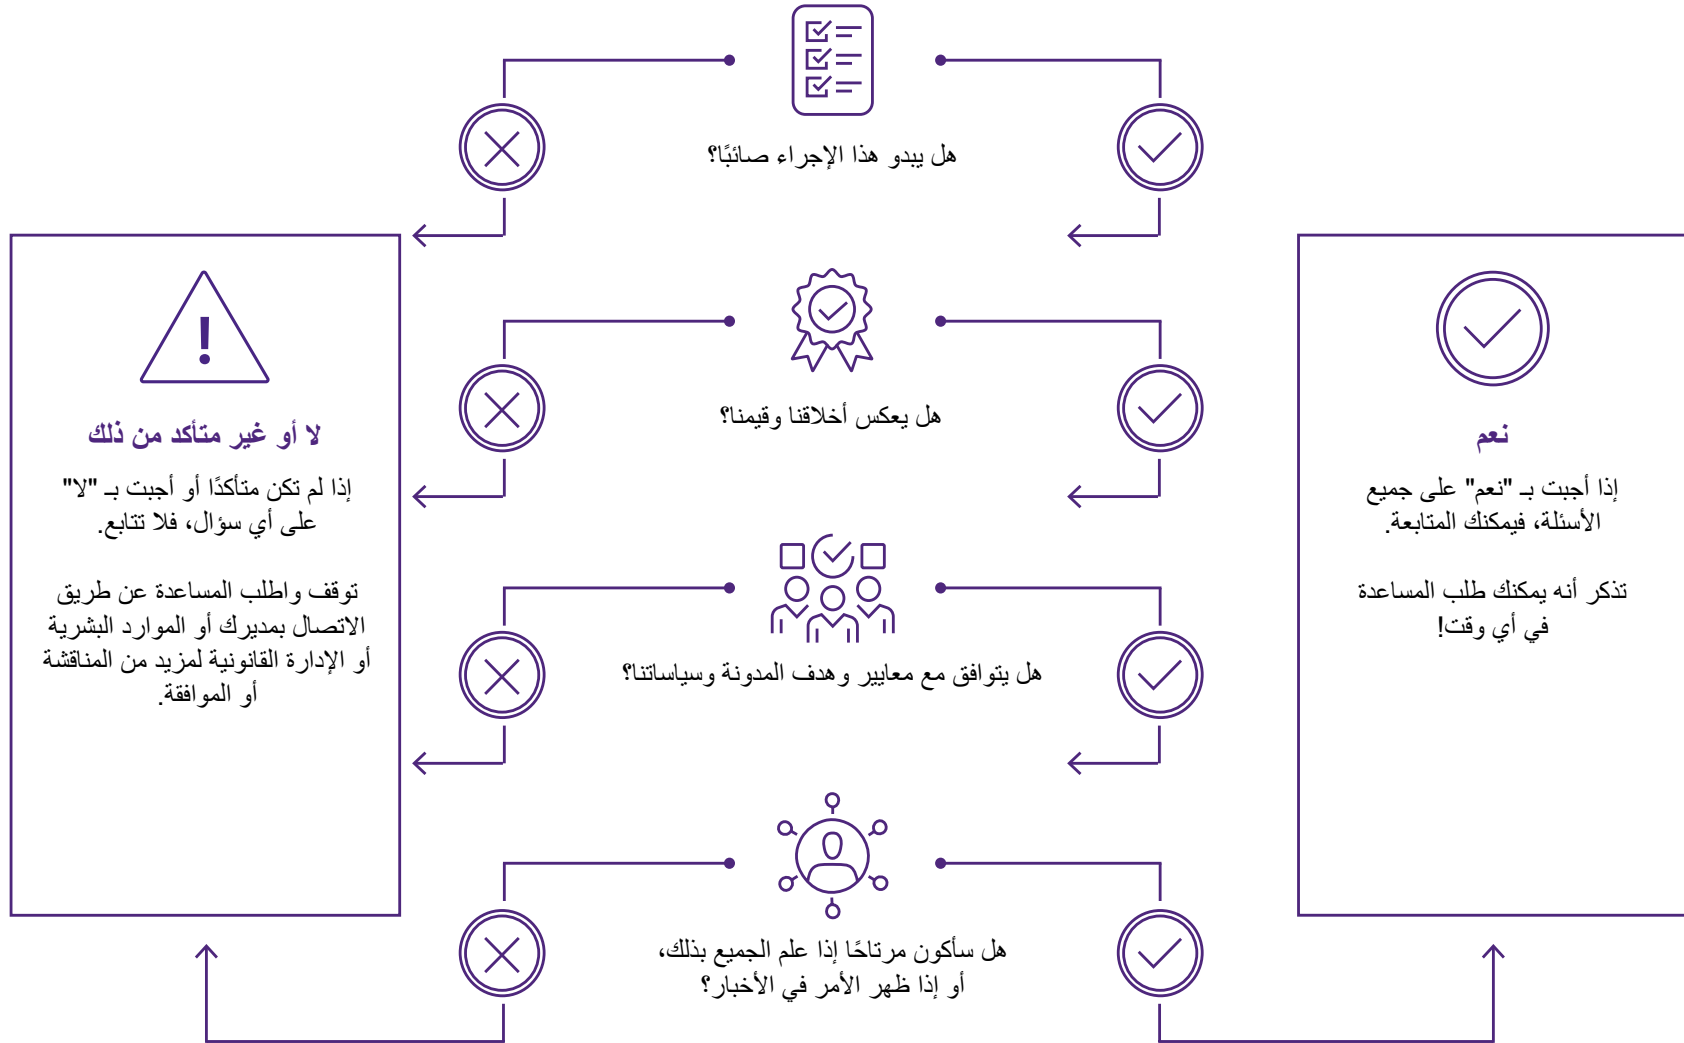 هل يبدو هذا الإجراء صائبًا؟
هل يعكس أخلاقنا وقيمنا؟
هل يتوافق مع معايير وهدف المدونة وسياساتنا؟
هل سأكون مرتاحًا إذا علم الجميع بذلك،
أو إذا ظهر الأمر في الأخبار؟
نعم
إذا أجبت بـ "نعم" على جميع
الأسئلة، فيمكنك المتابعة.
تذكر أنه يمكنك طلب المساعدة
في أي وقت!
لا أو غير متأكد من ذلك
إذا لم تكن متأكدًا أو أجبت بـ "لا"
على أي سؤال، فلا تتابع.
توقف واطلب المساعدة عن طريق
الاتصال بمديرك أو الموارد البشرية
أو الإدارة القانونية لمزيد من المناقشة
أو الموافقة.